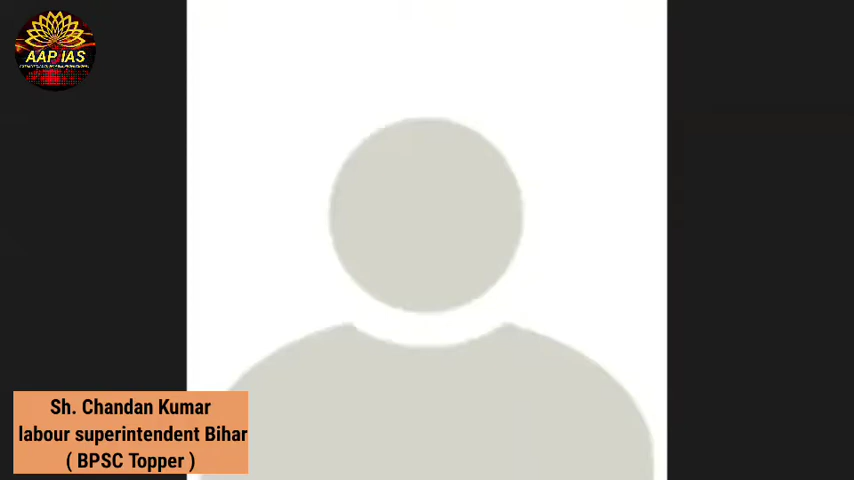 AAP IAS
Sh. Chandan Kumar
labour superintendent Bihar
( BPSC Topper )